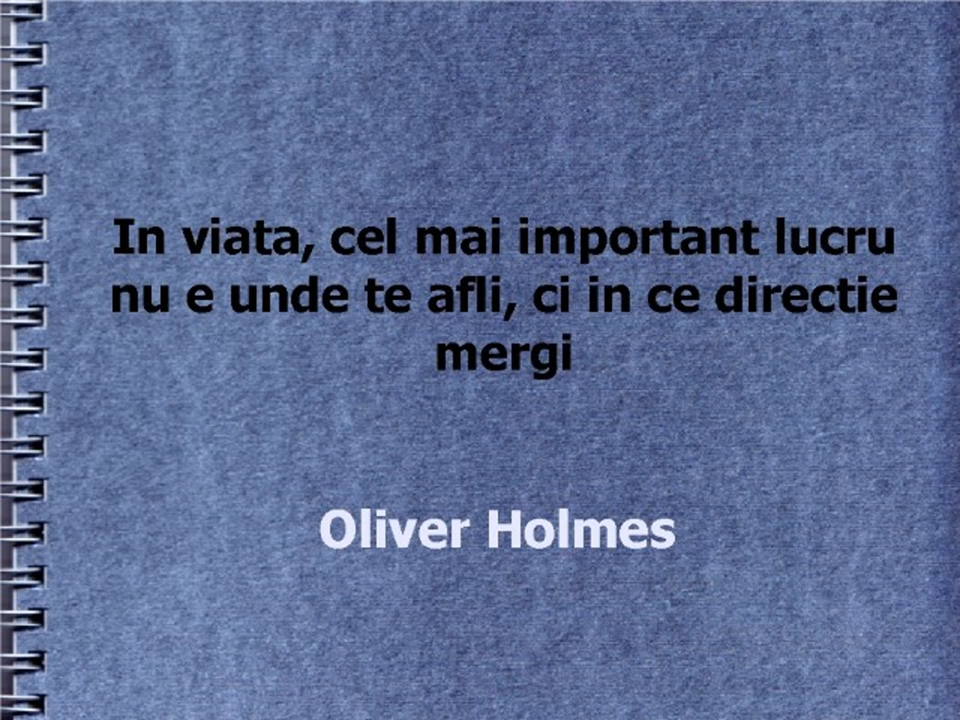 In viata, cel mai important lucru
nu e unde te afli, ci in ce directie
mergi
Oliver Holmes